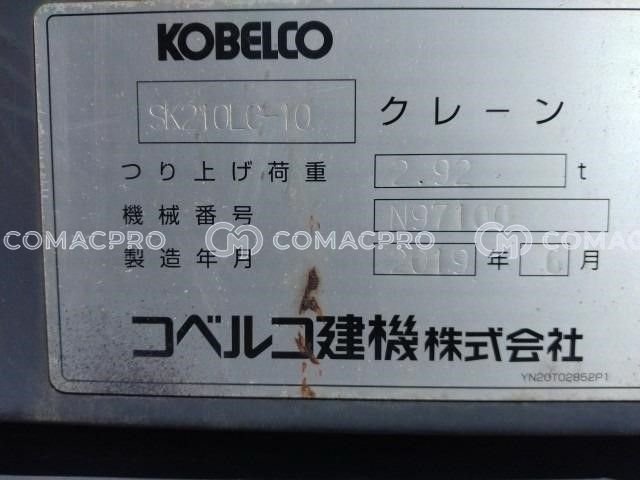 KOBELCO
SK210LC-10 クレーン
つり上げ荷重 2.92 t
機械番号
COMACPRO COMACPRO COMACPRO
製造年月 2019 年 月
コベルコ建機株式会社
YN20T02852P1